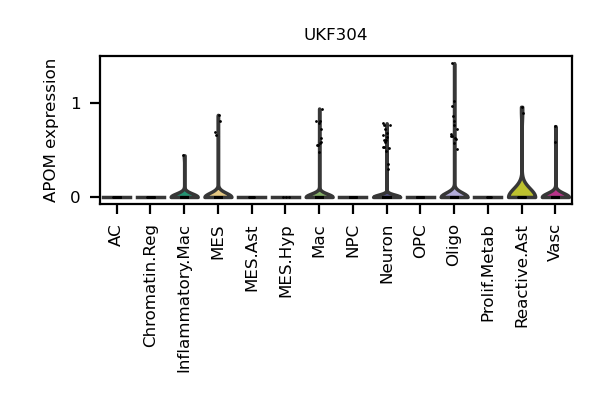 UKF304
APOM expression
1
0
AC
Chromatin.Reg
Inflammatory.Mac
MES
MES.Ast
MES.Hyp
Mac
NPC
Neuron
OPC
Oligo
Prolif.Metab
Reactive.Ast
Vasc